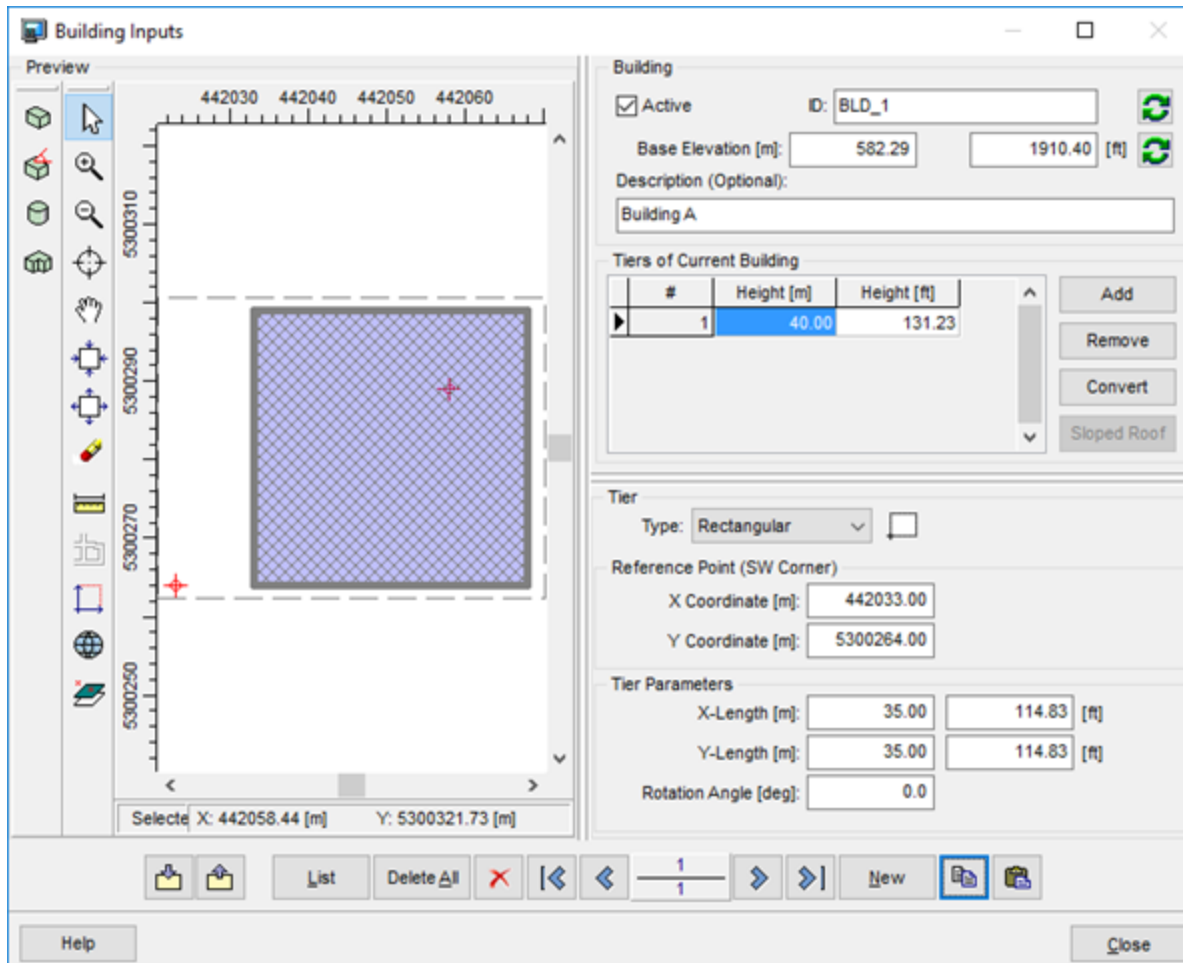 Building Inputs
Preview
442030 442040 442050 442060
5300310
5300290
5300270
5300250
Selecte X: 442058.44 [m] Y: 5300321.73 [m]
Building
Active ID: BLD_1
Base Elevation [m]: 582.29 1910.40 [ft]
Description (Optional):
Building A
Tiers of Current Building
# Height [m] Height [ft]
1 40.00 131.23
Add
Remove
Convert
Sloped Roof
Tier
Type: Rectangular
Reference Point (SW Corner)
X Coordinate [m]: 442033.00
Y Coordinate [m]: 5300264.00
Tier Parameters
X-Length [m]: 35.00 114.83 [ft]
Y-Length [m]: 35.00 114.83 [ft]
Rotation Angle [deg]: 0.0
List Delete All 1 New
1
Help Close